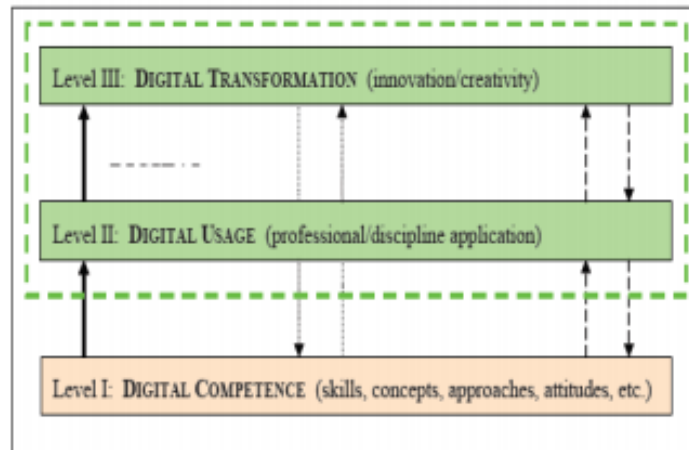 Level III: DIGITAL TRANSFORMATION (innovation/creativity)
Level II: DIGITAL USAGE (professional/discipline application)
Level I: DIGITAL COMPETENCE (skills, concepts, approaches, attitudes, etc.)